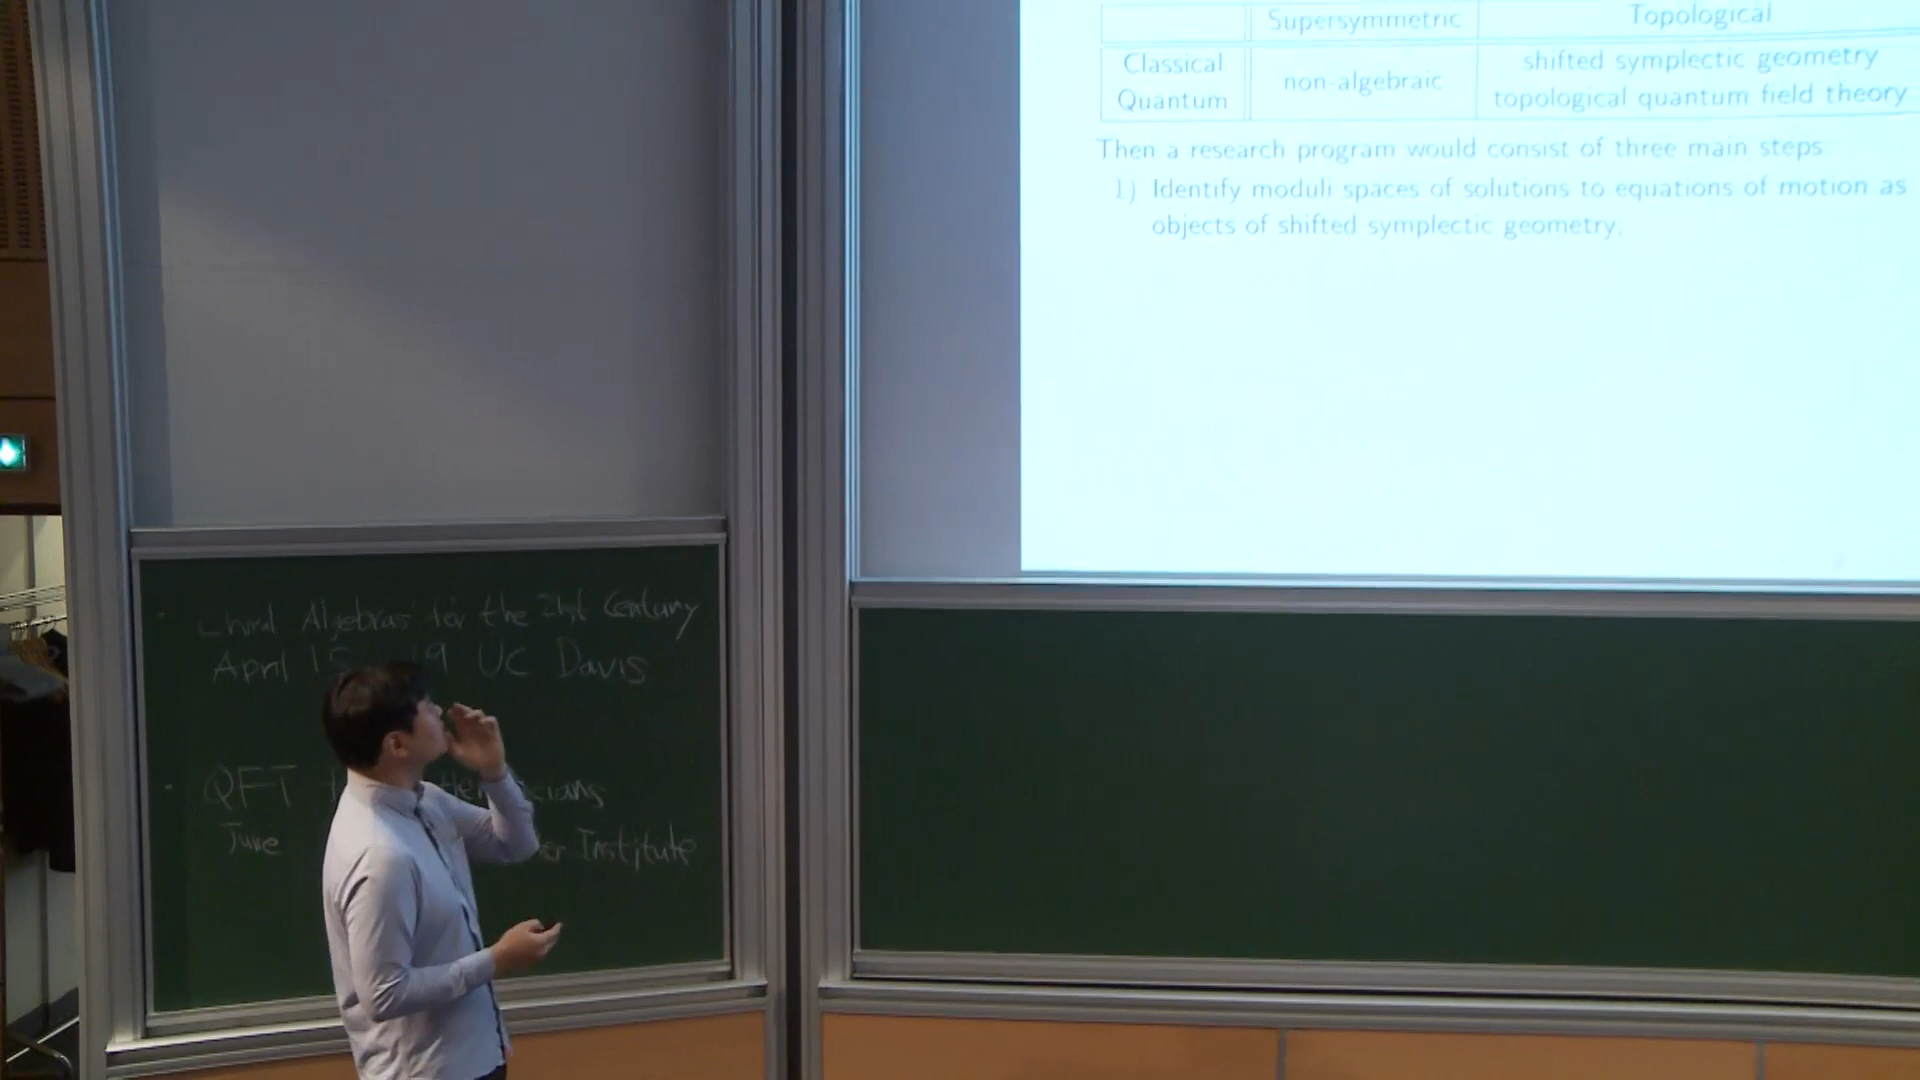 Supersymmetric Topological
Classical non-algebraic shifted symplectic geometry
Quantum topological quantum field theory
Then a research program would consist of three main steps
1) Identify moduli spaces of solutions to equations of motion as
objects of shifted symplectic geometry;
Chiral Algebras for the 21st Century
April 15 19 UC Davis
QFT
June Institute